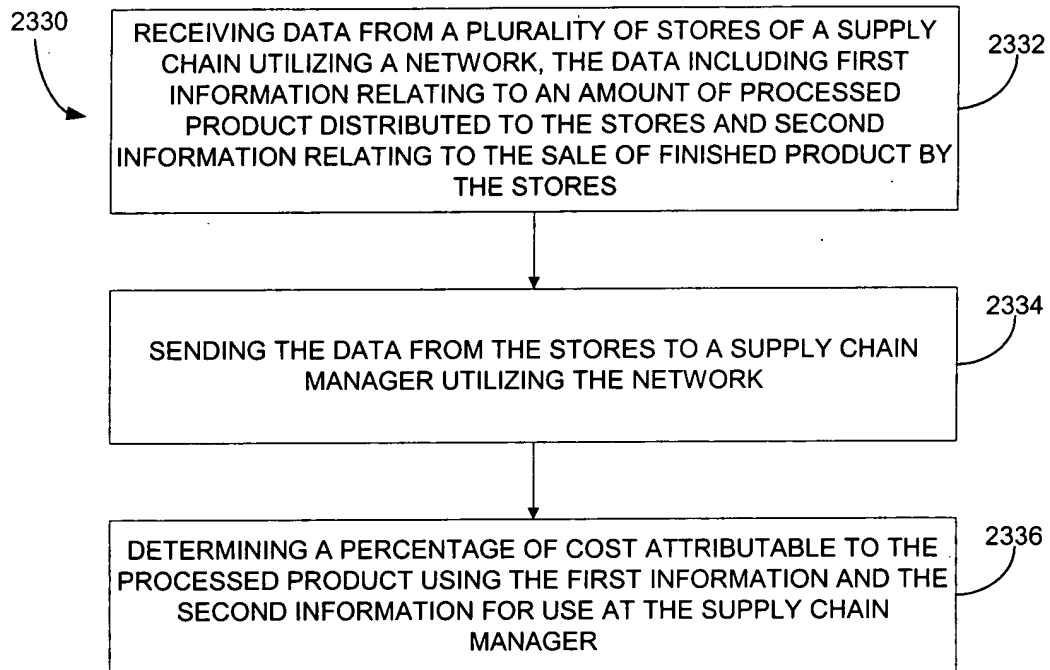 2330
RECEIVING DATA FROM A PLURALITY OF STORES OF A SUPPLY
CHAIN UTILIZING A NETWORK, THE DATA INCLUDING FIRST
INFORMATION RELATING TO AN AMOUNT OF PROCESSED
PRODUCT DISTRIBUTED TO THE STORES AND SECOND
INFORMATION RELATING TO THE SALE OF FINISHED PRODUCT BY
THE STORES
2332
SENDING THE DATA FROM THE STORES TO A SUPPLY CHAIN
MANAGER UTILIZING THE NETWORK
2334
DETERMINING A PERCENTAGE OF COST ATTRIBUTABLE TO THE
PROCESSED PRODUCT USING THE FIRST INFORMATION AND THE
SECOND INFORMATION FOR USE AT THE SUPPLY CHAIN
MANAGER
2336